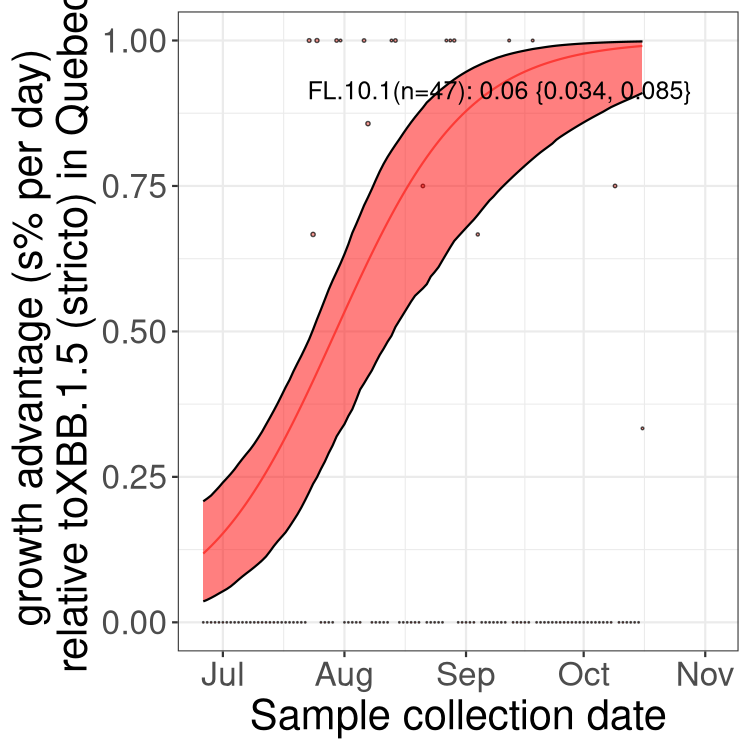 growth advantage (s% per day)
relative toXBB.1.5 (stricto) in Quebec
1.00
0.75
0.50
0.25
0.00
FL.10.1(n=47): 0.06 {0.034, 0.085}
Jul Aug Sep Oct Nov
Sample collection date